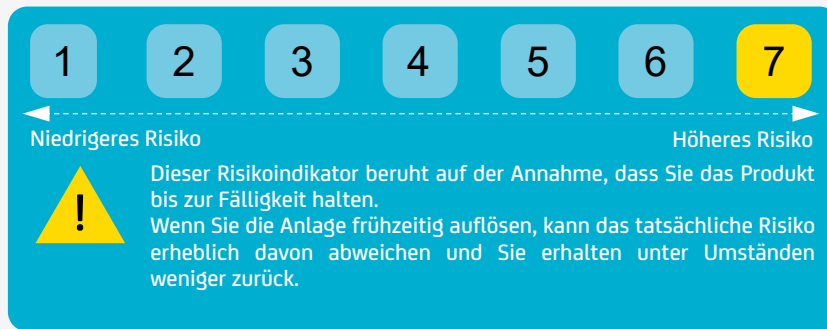 1 2 3 4 5 6 7
Niedrigeres Risiko Höheres Risiko
!
Dieser Risikoindikator beruht auf der Annahme, dass Sie das Produkt
bis zur Fälligkeit halten.
Wenn Sie die Anlage frühzeitig auflösen, kann das tatsächliche Risiko
erheblich davon abweichen und Sie erhalten unter Umständen
weniger zurück.